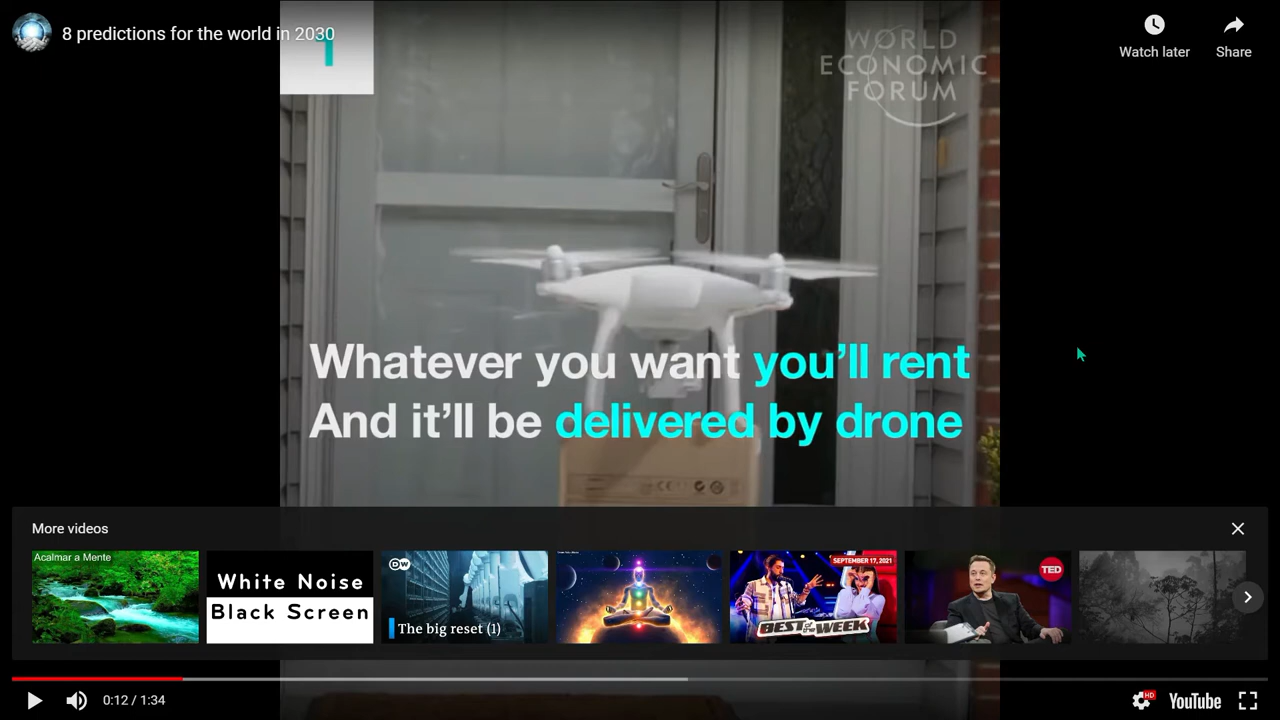 8 predictions for the world in 2030
Watch later
Share
1
WORLD
ECONOMIC
FORUM
Whatever you want you'll rent
And it'll be delivered by drone
More videos
Acalmar a Mente
White Noise
Black Screen
DW
The big reset (1)
SEPTEMBER 17, 2021
BEST of the WEEK
TED
0:12 / 1:34
HD
YouTube